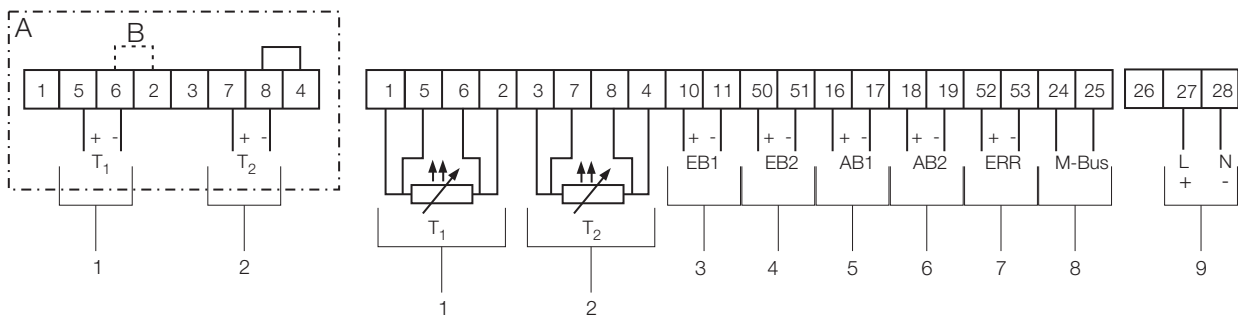 A
B
1 5 6 2 3 7 8 4
1 5 6 2 3 7 8 4 10 11 50 51 16 17 18 19 52 53 24 25 26 27 28
+ - + - + - + - + - + - + -
T1 T2 EB1 EB2 AB1 AB2 ERR M-Bus L N
+ -
T1 T2
1 2 3 4 5 6 7 8 9
1 2